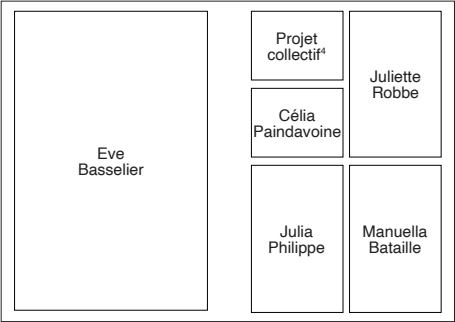 Eve
Basselier
Projet
collectif⁴
Célia
Paindavoine
Juliette
Robbe
Julia
Philippe
Manuella
Bataille